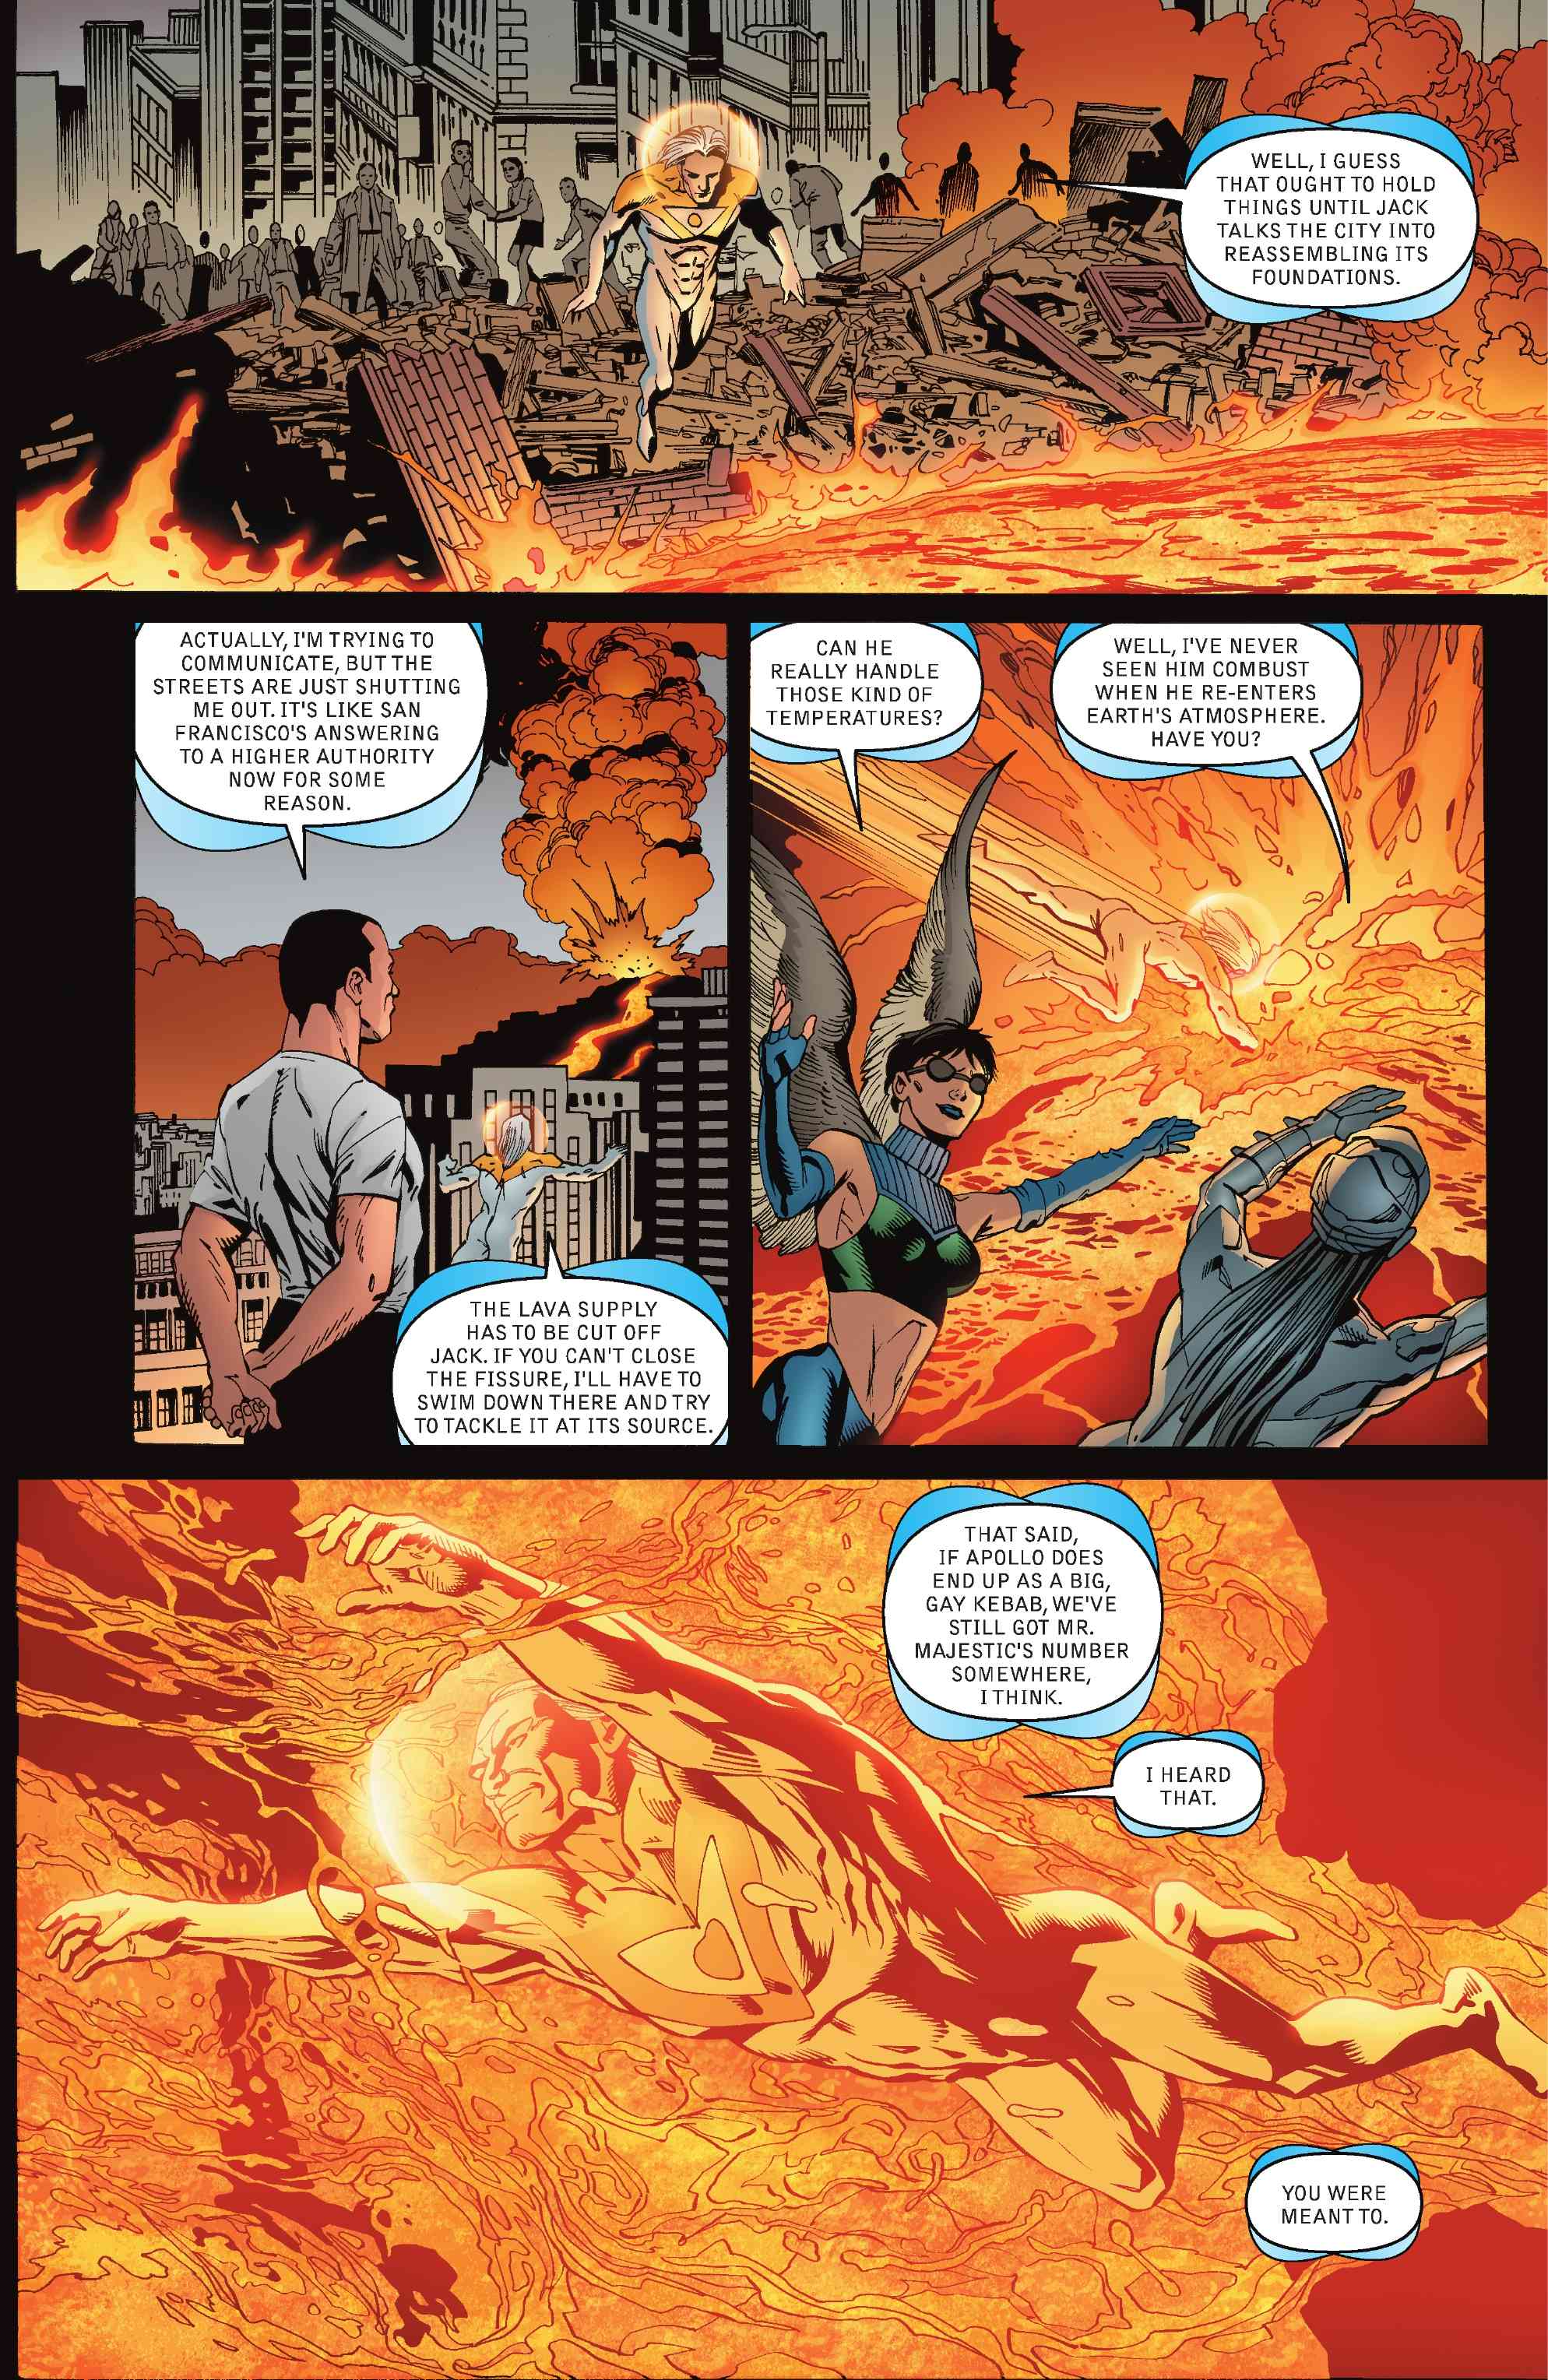 WELL, I GUESS
THAT OUGHT TO HOLD
THINGS UNTIL JACK
TALKS THE CITY INTO
REASSEMBLING ITS
FOUNDATIONS.
ACTUALLY, I'M TRYING TO
COMMUNICATE, BUT THE
STREETS ARE JUST SHUTTING
ME OUT. IT'S LIKE SAN
FRANCISCO'S ANSWERING
TO A HIGHER AUTHORITY
NOW FOR SOME
REASON.
THE LAVA SUPPLY
HAS TO BE CUT OFF
JACK. IF YOU CAN'T CLOSE
THE FISSURE, I'LL HAVE TO
SWIM DOWN THERE AND TRY
TO TACKLE IT AT ITS SOURCE.
CAN HE
REALLY HANDLE
THOSE KIND OF
TEMPERATURES?
WELL, I'VE NEVER
SEEN HIM COMBUST
WHEN HE RE-ENTERS
EARTH'S ATMOSPHERE.
HAVE YOU?
THAT SAID,
IF APOLLO DOES
END UP AS A BIG,
GAY KEBAB, WE'VE
STILL GOT MR.
MAJESTIC'S NUMBER
SOMEWHERE,
I THINK.
I HEARD
THAT.
YOU WERE
MEANT TO.